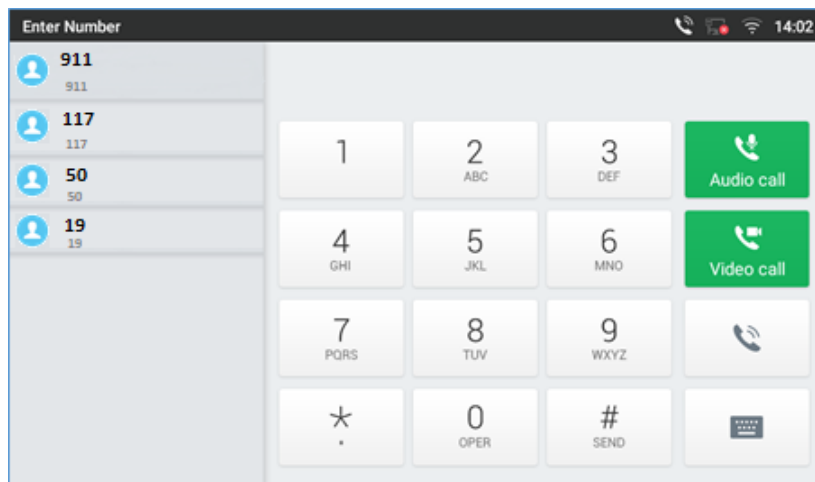 Enter Number
14:02
911
911
117
117
50
50
19
19
1
2
ABC
3
DEF
Audio call
4
GHI
5
JKL
6
MNO
Video call
7
PQRS
8
TUV
9
WXYZ
*
.
0
OPER
#
SEND